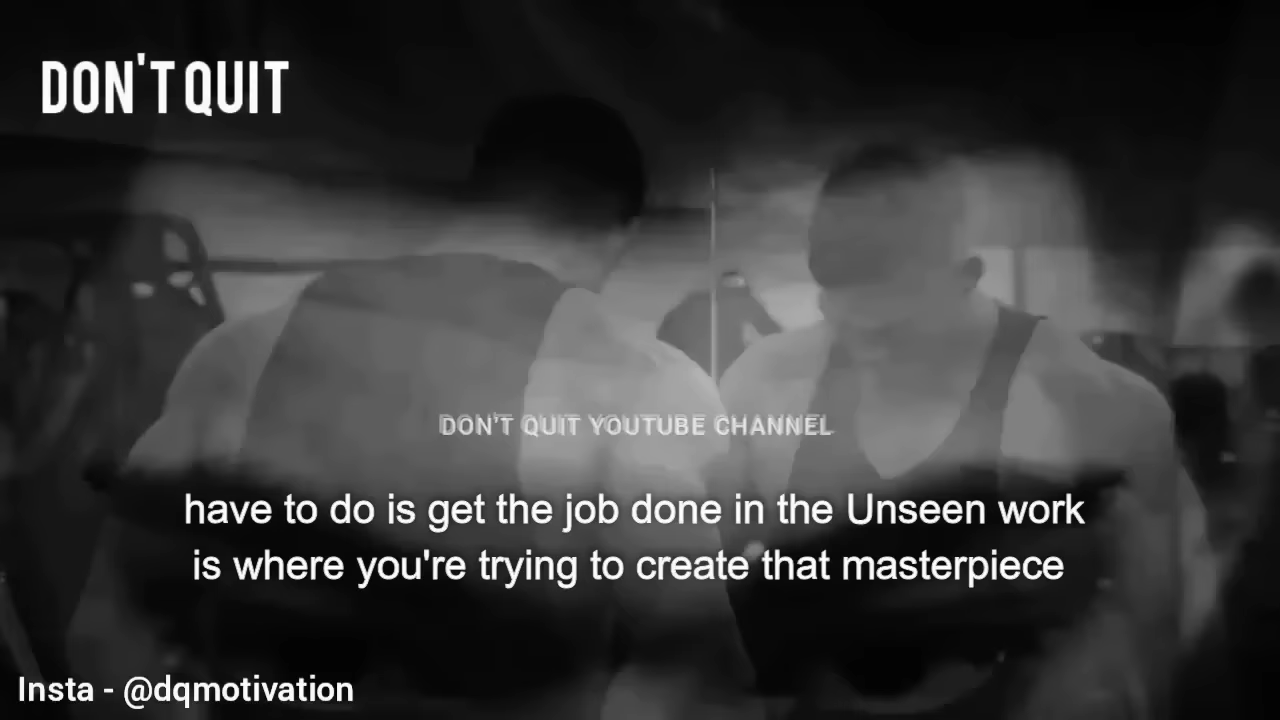 DON'T QUIT
DON'T QUIT YOUTUBE CHANNEL
have to do is get the job done in the Unseen work
is where you're trying to create that masterpiece
Insta - @dqmotivation